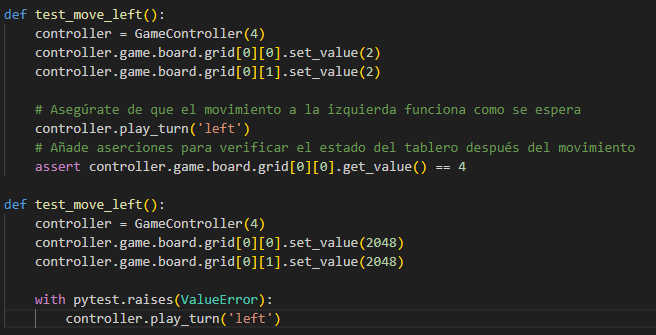 def test_move_left():
    controller = GameController(4)
    controller.game.board.grid[0][0].set_value(2)
    controller.game.board.grid[0][1].set_value(2)

    # Asegúrate de que el movimiento a la izquierda funciona como se espera
    controller.play_turn('left')
    # Añade aserciones para verificar el estado del tablero después del movimiento
    assert controller.game.board.grid[0][0].get_value() == 4

def test_move_left():
    controller = GameController(4)
    controller.game.board.grid[0][0].set_value(2048)
    controller.game.board.grid[0][1].set_value(2048)

    with pytest.raises(ValueError):
        controller.play_turn('left')